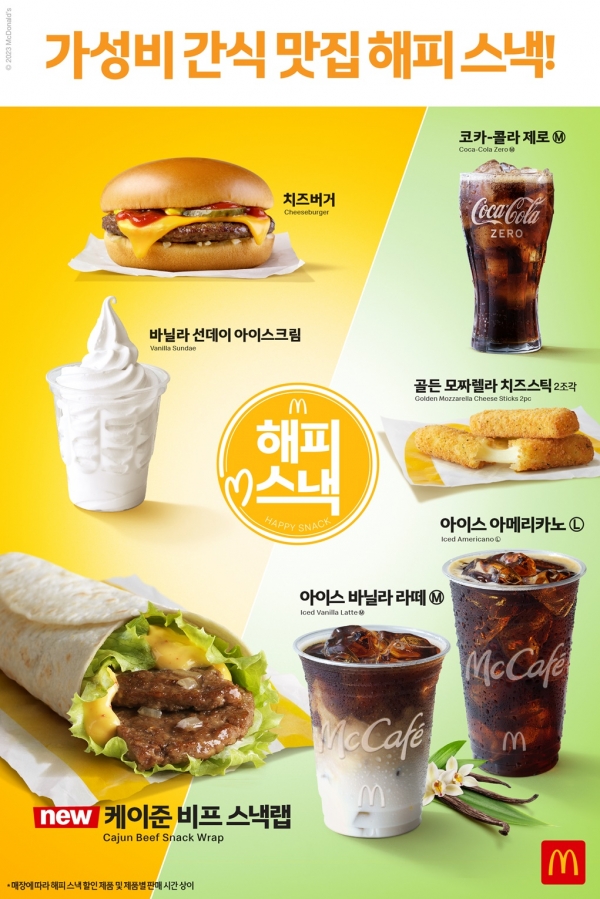 © 2023 McDonald's
가성비 간식 맛집 해피 스낵!
치즈버거
Cheeseburger
바닐라 선데이 아이스크림
Vanilla Sundae
코카-콜라 제로 Ⓜ
Coca-Cola Zero Ⓜ
Coca-Cola
ZERO
골든 모짜렐라 치즈스틱 2조각
Golden Mozzarella Cheese Sticks 2pc
해피
스낵
HAPPY SNACK
아이스 아메리카노 Ⓛ
Iced Americano Ⓛ
McCafé
아이스 바닐라 라떼 Ⓜ
Iced Vanilla Latte Ⓜ
McCafé
new 케이준 비프 스낵랩
Cajun Beef Snack Wrap
* 매장에 따라 해피 스낵 할인 제품 및 제품별 판매 시간 상이